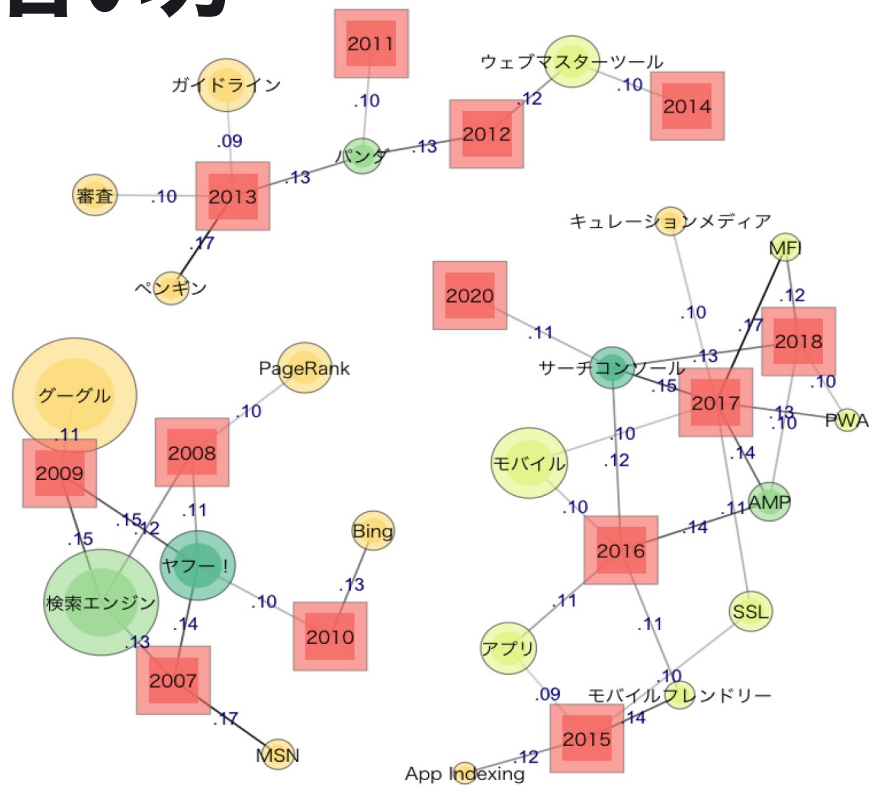 2011
ウェブマスターツール
ガイドライン
.10
.10
2014
.12
2012
.09
パンダ
.13
.13
審査
.10
2013
キュレーションメディア
.17
MFI
ペンギン
2020
.12
.10
.17
.11
2018
.13
サーチコンソール
PageRank
.15
.10
グーグル
2017
.13
.10
PWA
.10
.11
.10
2008
2009
.12
モバイル
.14
.11
.10
AMP
.15
.12
.11
.14
Bing
.15
2016
ヤフー！
.13
検索エンジン
.10
.11
SSL
.14
.11
2010
.13
アプリ
2007
.10
.09
モバイルフレンドリー
.17
.14
2015
MSN
.12
App Indexing